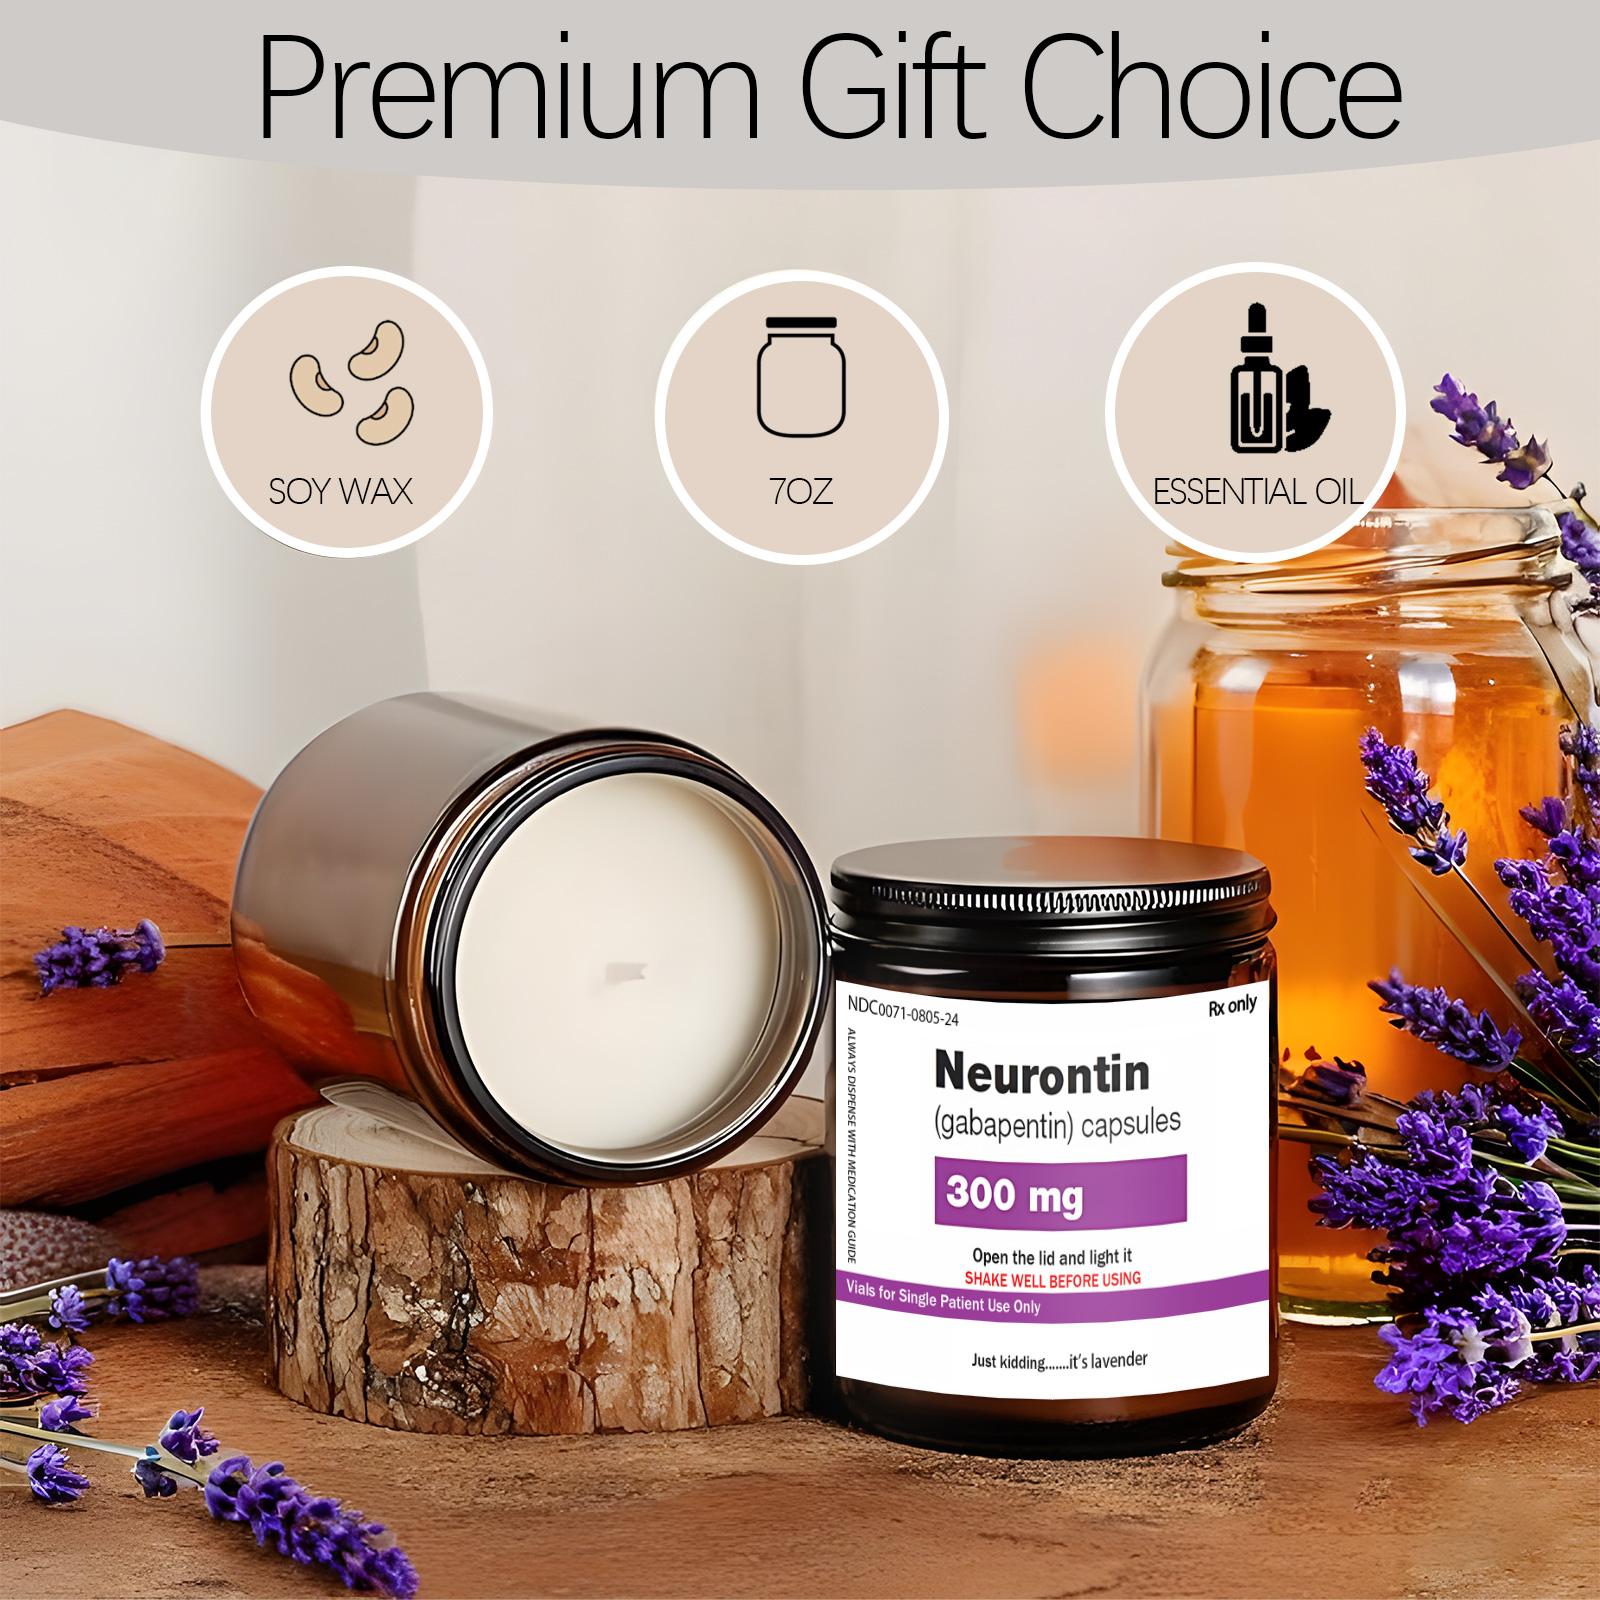 Premium Gift Choice
SOY WAX
7OZ
ESSENTIAL OIL
NDC0071-0805-24
Rx only
ALWAYS DISPENSE WITH MEDICATION GUIDE
Neurontin
(gabapentin) capsules
300 mg
Open the lid and light it
SHAKE WELL BEFORE USING
Vials for Single Patient Use Only
Just kidding.......it's lavender